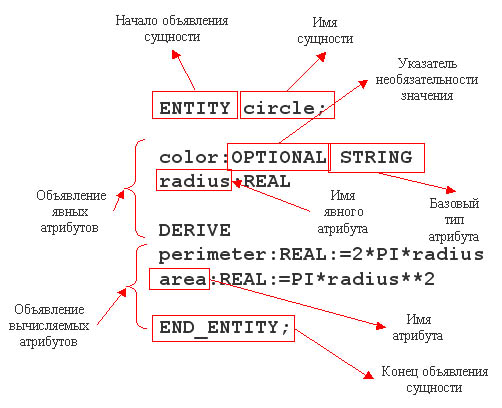 Начало объявления
сущности
Имя
сущности
Указатель
необязательности
значения
ENTITY circle;
color:OPTIONAL STRING
radius:REAL
Объявление
явных
атрибутов
Имя
явного
атрибута
Базовый
тип
атрибута
DERIVE
perimeter:REAL:=2*PI*radius
area:REAL:=PI*radius**2
Объявление
вычисляемых
атрибутов
END_ENTITY;
Имя
атрибута
Конец объявления
сущности